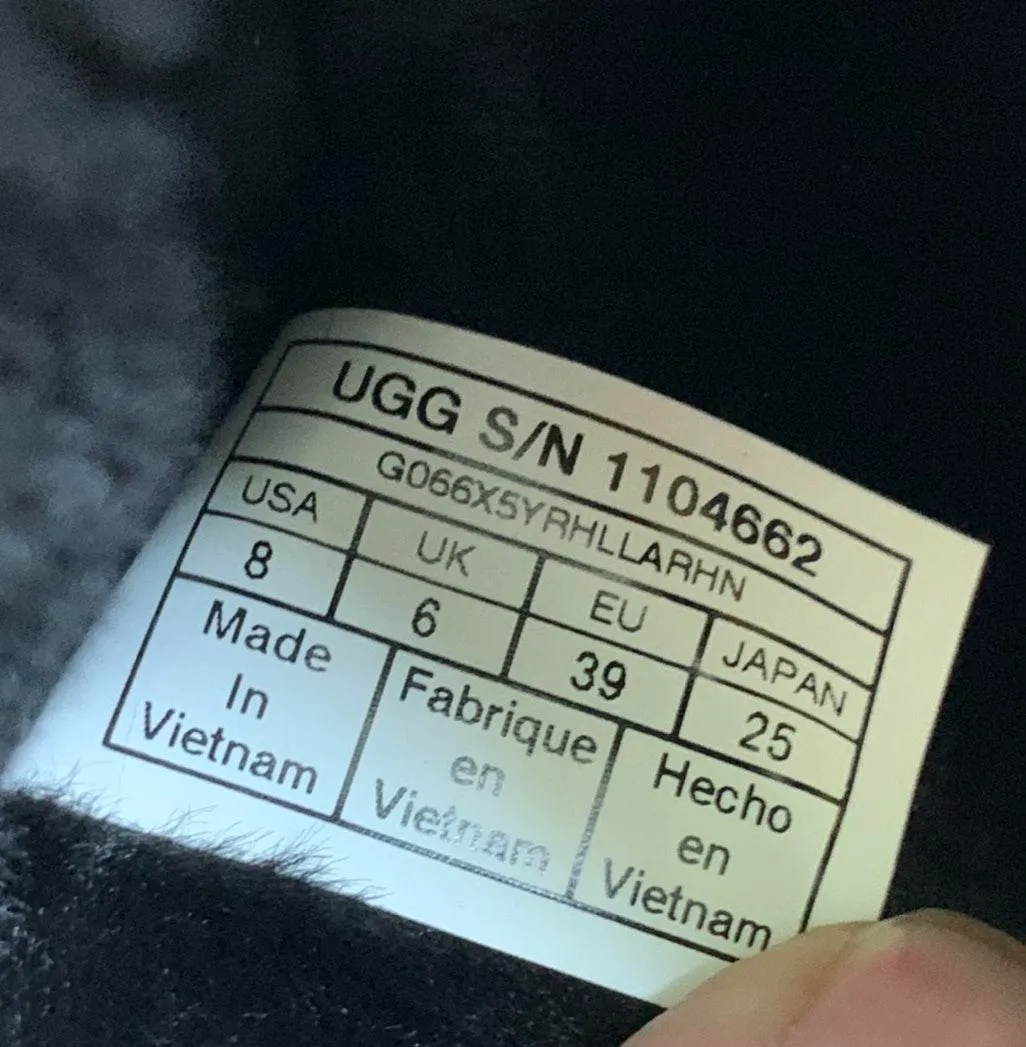 UGG S/N 1104662
G066X5YRHLLARHN
USA UK EU JAPAN
8 6 39 25
Made Fabrique Hecho
In en en
Vietnam Vietnam Vietnam